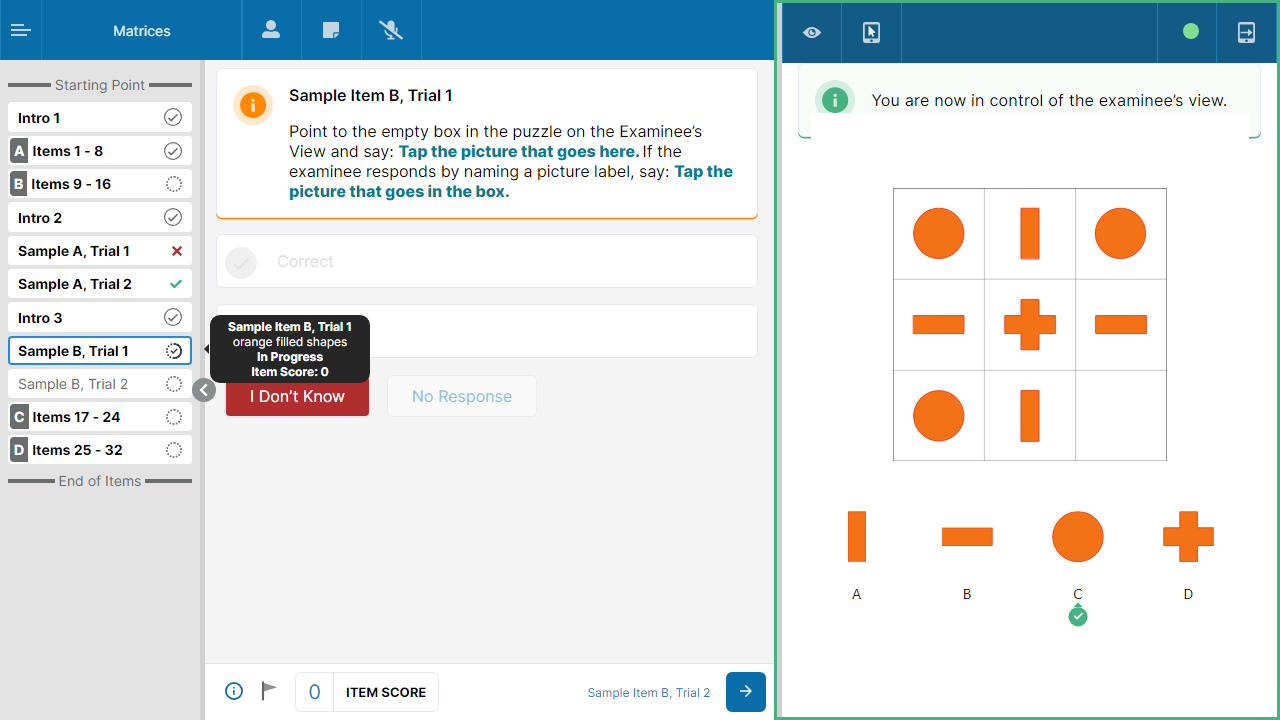 Matrices
Starting Point
Intro 1
A Items 1 - 8
B Items 9 - 16
Intro 2
Sample A, Trial 1
Sample A, Trial 2
Intro 3
Sample B, Trial 1
Sample B, Trial 2
C Items 17 - 24
D Items 25 - 32
End of Items
Sample Item B, Trial 1
Point to the empty box in the puzzle on the Examinee’s
View and say: Tap the picture that goes here. If the
examinee responds by naming a picture label, say: Tap the
picture that goes in the box.
Correct
Sample Item B, Trial 1
orange filled shapes
In Progress
Item Score: 0
I Don’t Know
No Response
0 ITEM SCORE
Sample Item B, Trial 2
You are now in control of the examinee’s view.
A B C D